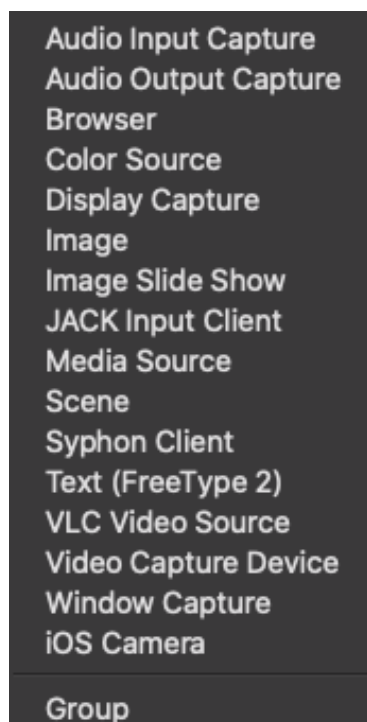 Audio Input Capture
Audio Output Capture
Browser
Color Source
Display Capture
Image
Image Slide Show
JACK Input Client
Media Source
Scene
Syphon Client
Text (FreeType 2)
VLC Video Source
Video Capture Device
Window Capture
iOS Camera
Group